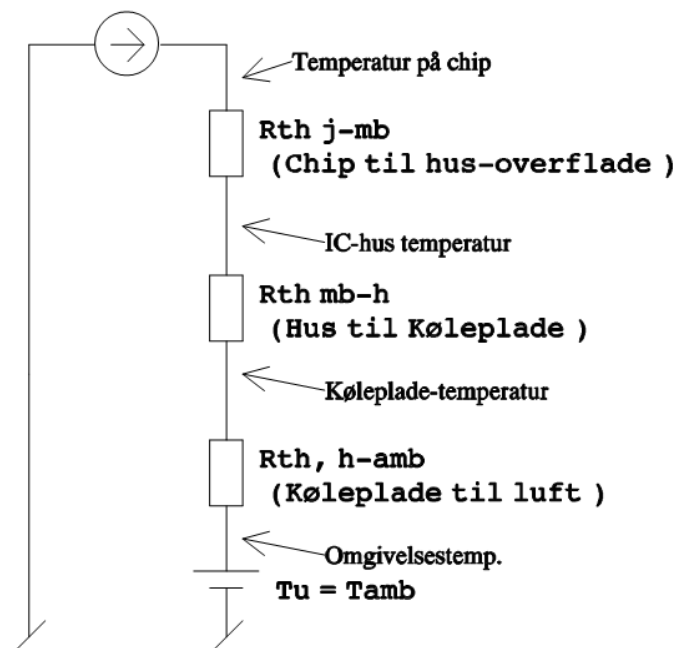 Temperatur på chip
Rth j-mb
(Chip til hus-overflade )
IC-hus temperatur
Rth mb-h
(Hus til Køleplade )
Køleplade-temperatur
Rth, h-amb
(Køleplade til luft )
Omgivelsestemp.
Tu = Tamb